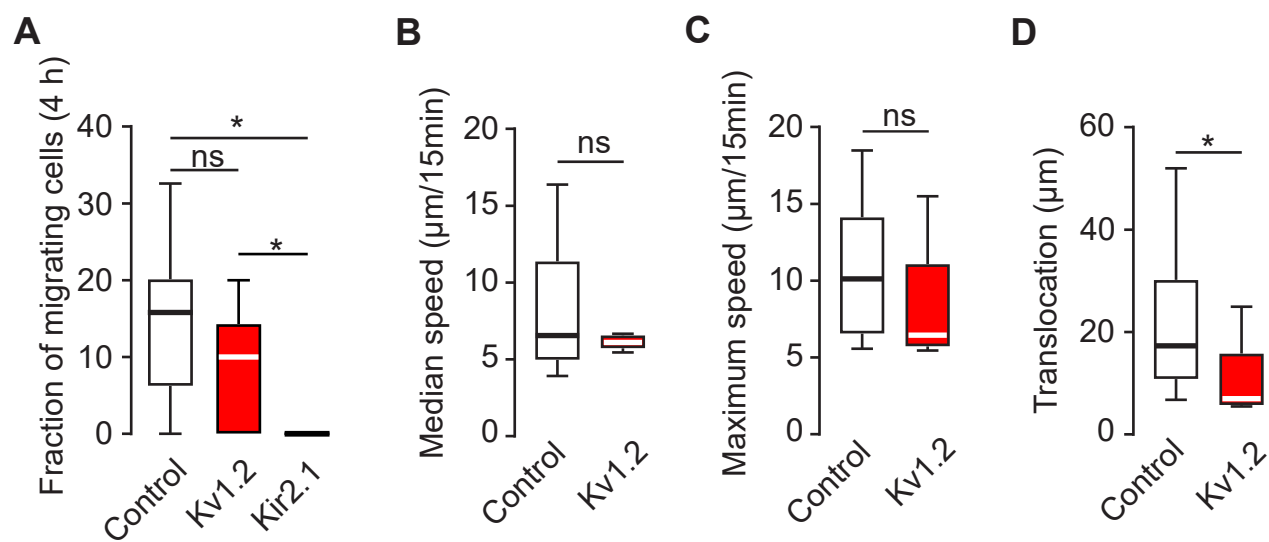 A
Fraction of migrating cells (4 h)
40
30
20
10
0
*
ns
*
Control
Kv1.2
Kir2.1
B
Median speed (µm/15min)
20
15
10
5
0
ns
Control
Kv1.2
C
Maximum speed (µm/15min)
20
15
10
5
0
ns
Control
Kv1.2
D
Translocation (µm)
60
40
20
0
*
Control
Kv1.2